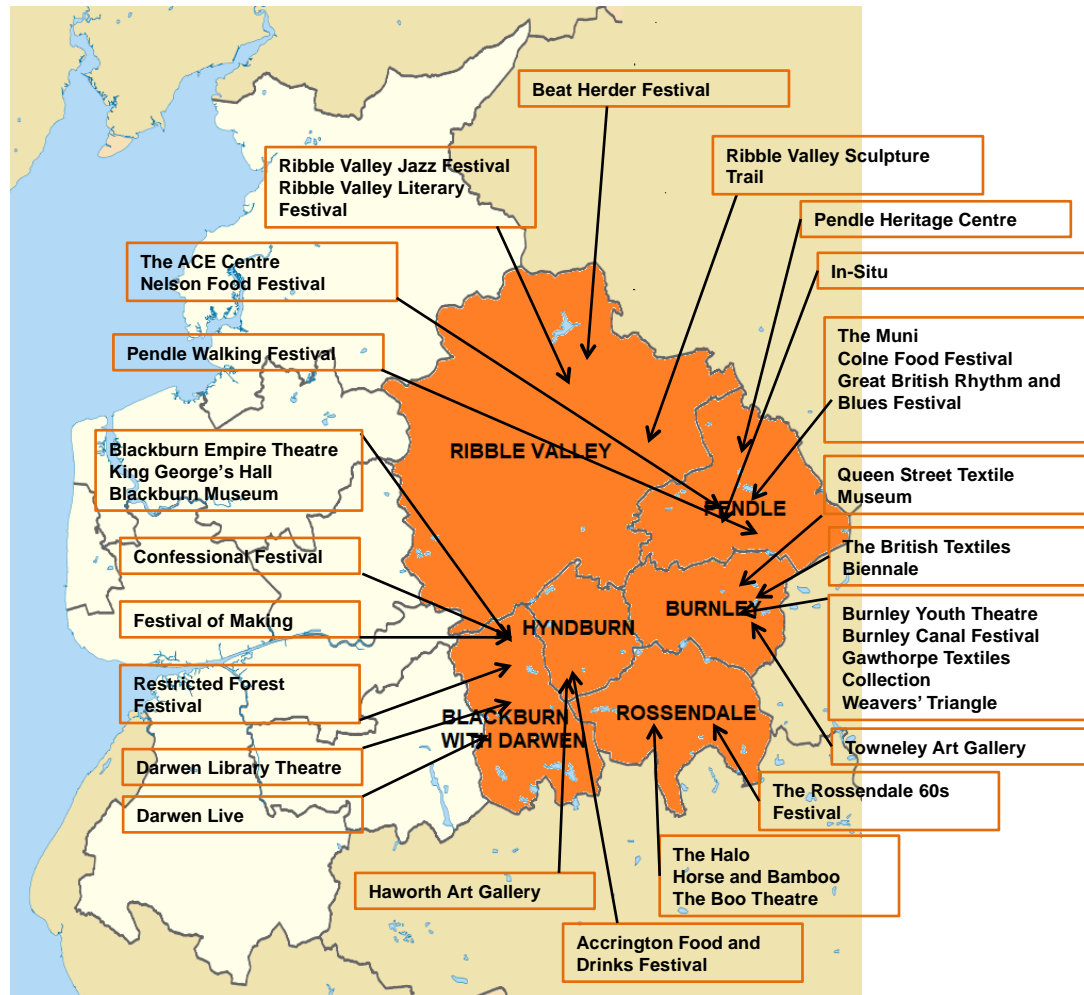 Beat Herder Festival
Ribble Valley Jazz Festival
Ribble Valley Literary
Festival
Ribble Valley Sculpture
Trail
Pendle Heritage Centre
The ACE Centre
Nelson Food Festival
In-Situ
Pendle Walking Festival
The Muni
Colne Food Festival
Great British Rhythm and
Blues Festival
Blackburn Empire Theatre
King George's Hall
Blackburn Museum
RIBBLE VALLEY
Queen Street Textile
Museum
PENDLE
Confessional Festival
The British Textiles
Biennale
Festival of Making
HYNDBURN
BURNLEY
Burnley Youth Theatre
Burnley Canal Festival
Gawthorpe Textiles
Collection
Weavers' Triangle
Restricted Forest
Festival
BLACKBURN
WITH DARWEN
ROSSENDALE
Towneley Art Gallery
Darwen Library Theatre
Darwen Live
The Rossendale 60s
Festival
Haworth Art Gallery
The Halo
Horse and Bamboo
The Boo Theatre
Accrington Food and
Drinks Festival